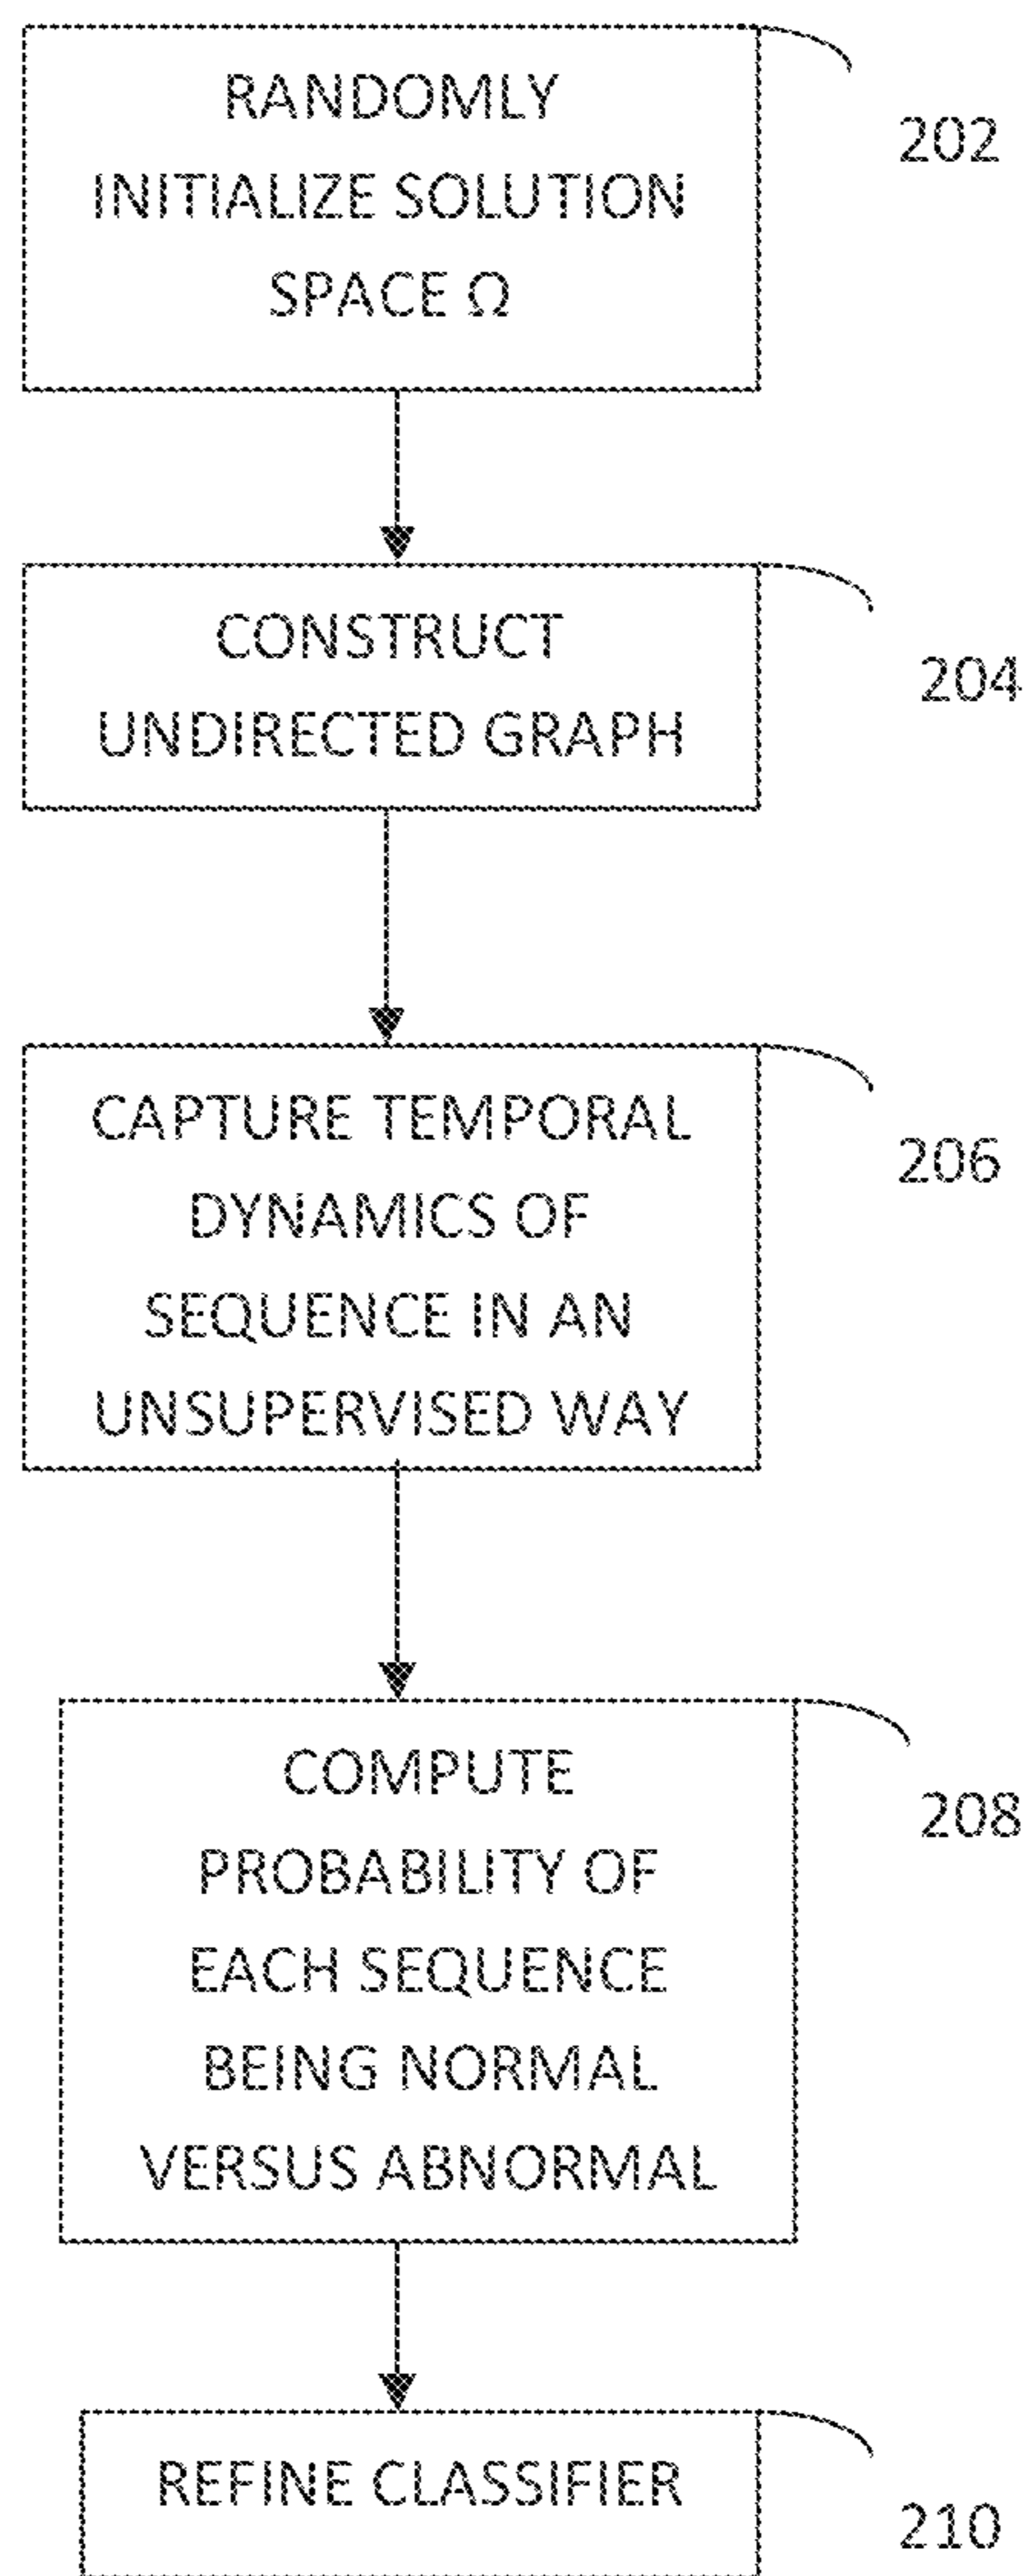 RANDOMLY
INITIALIZE SOLUTION
SPACE Ω
202
CONSTRUCT
UNDIRECTED GRAPH
204
CAPTURE TEMPORAL
DYNAMICS OF
SEQUENCE IN AN
UNSUPERVISED WAY
206
COMPUTE
PROBABILITY OF
EACH SEQUENCE
BEING NORMAL
VERSUS ABNORMAL
208
REFINE CLASSIFIER
210